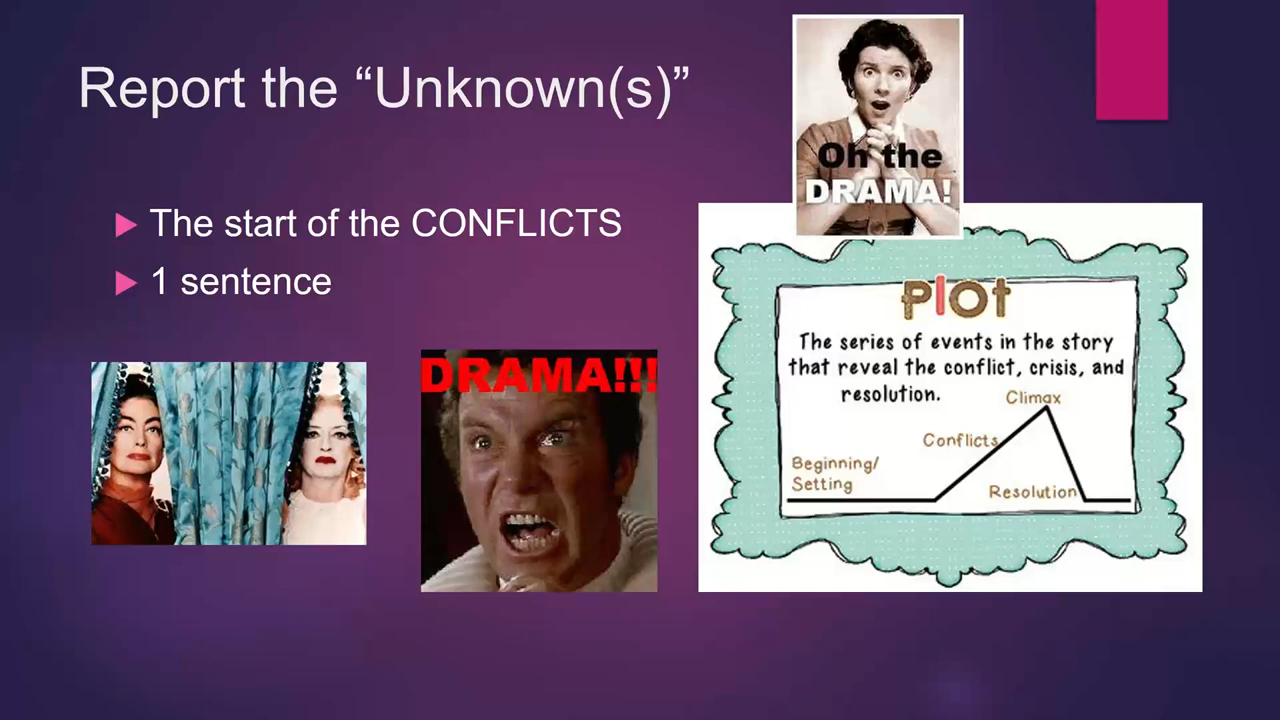 Report the “Unknown(s)”
The start of the CONFLICTS
1 sentence
Oh the
DRAMA!
DRAMA!!!
Plot
The series of events in the story
that reveal the conflict, crisis, and
resolution.
Climax
Conflicts
Beginning/
Setting
Resolution